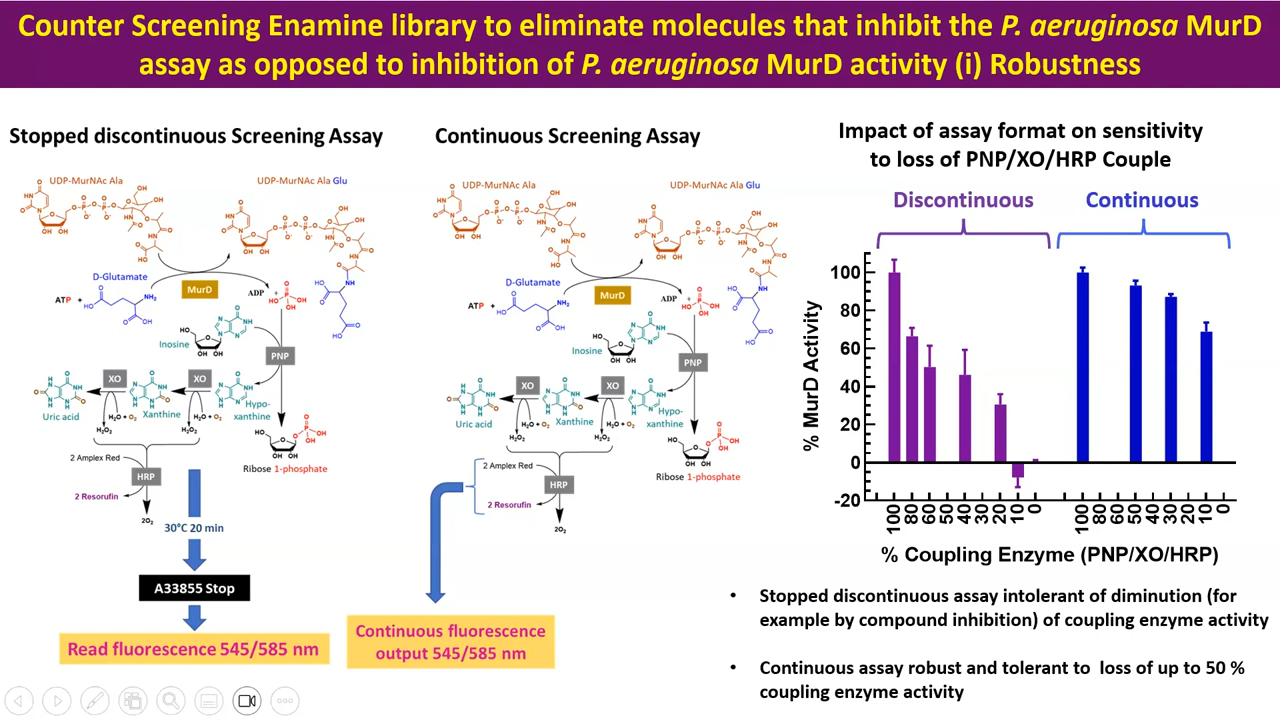 Counter Screening Enamine library to eliminate molecules that inhibit the P. aeruginosa MurD
assay as opposed to inhibition of P. aeruginosa MurD activity (i) Robustness
Stopped discontinuous Screening Assay
UDP-MurNAc Ala
UDP-MurNAc Ala Glu
D-Glutamate
ATP +
MurD
ADP +
Inosine
PNP
XO
XO
Uric acid
Xanthine
Hypo-
xanthine
H2O + O2
H2O + O2
H2O2
H2O2
2 Amplex Red
HRP
2 Resorufin
2O2
Ribose 1-phosphate
30°C 20 min
A33855 Stop
Read fluorescence 545/585 nm
Continuous Screening Assay
UDP-MurNAc Ala
UDP-MurNAc Ala Glu
D-Glutamate
ATP +
MurD
ADP +
Inosine
PNP
XO
XO
Uric acid
Xanthine
Hypo-
xanthine
H2O + O2
H2O + O2
H2O2
H2O2
2 Amplex Red
HRP
2 Resorufin
2O2
Ribose 1-phosphate
Continuous fluorescence
output 545/585 nm
Impact of assay format on sensitivity
to loss of PNP/XO/HRP Couple
Discontinuous
Continuous
% MurD Activity
100
80
60
40
20
0
-20
100 80 60 50 40 30 20 10 0 100 80 60 50 40 30 20 10 0
% Coupling Enzyme (PNP/XO/HRP)
• Stopped discontinuous assay intolerant of diminution (for
example by compound inhibition) of coupling enzyme activity
• Continuous assay robust and tolerant to loss of up to 50 %
coupling enzyme activity